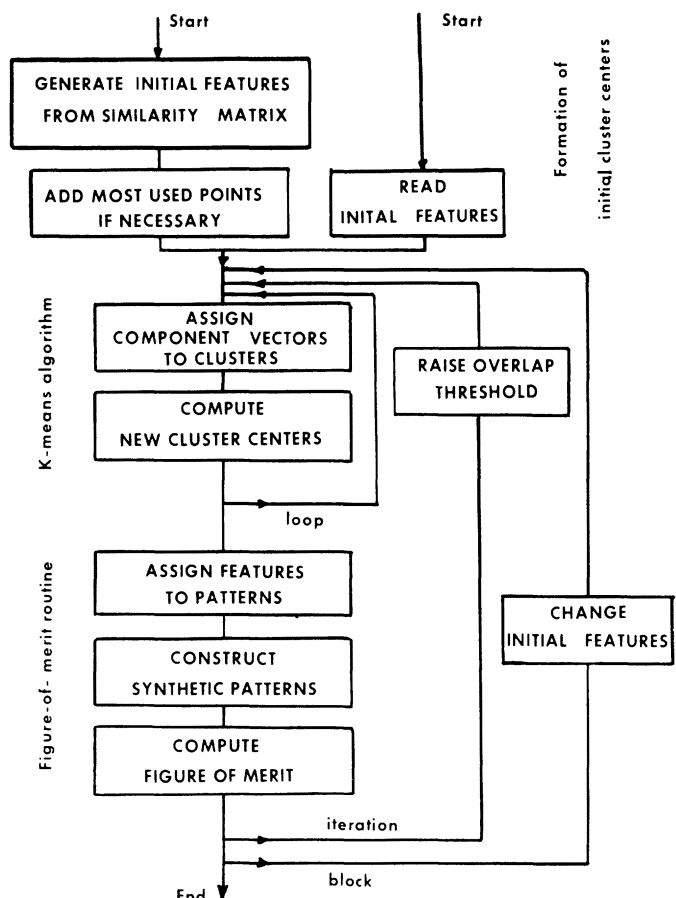 Start
Start
GENERATE INITIAL FEATURES
FROM SIMILARITY MATRIX
Formation of
initial cluster centers
ADD MOST USED POINTS
IF NECESSARY
READ
INITAL FEATURES
K-means algorithm
ASSIGN
COMPONENT VECTORS
TO CLUSTERS
RAISE OVERLAP
THRESHOLD
COMPUTE
NEW CLUSTER CENTERS
loop
Figure-of- merit routine
ASSIGN FEATURES
TO PATTERNS
CHANGE
INITIAL FEATURES
CONSTRUCT
SYNTHETIC PATTERNS
COMPUTE
FIGURE OF MERIT
iteration
block
End